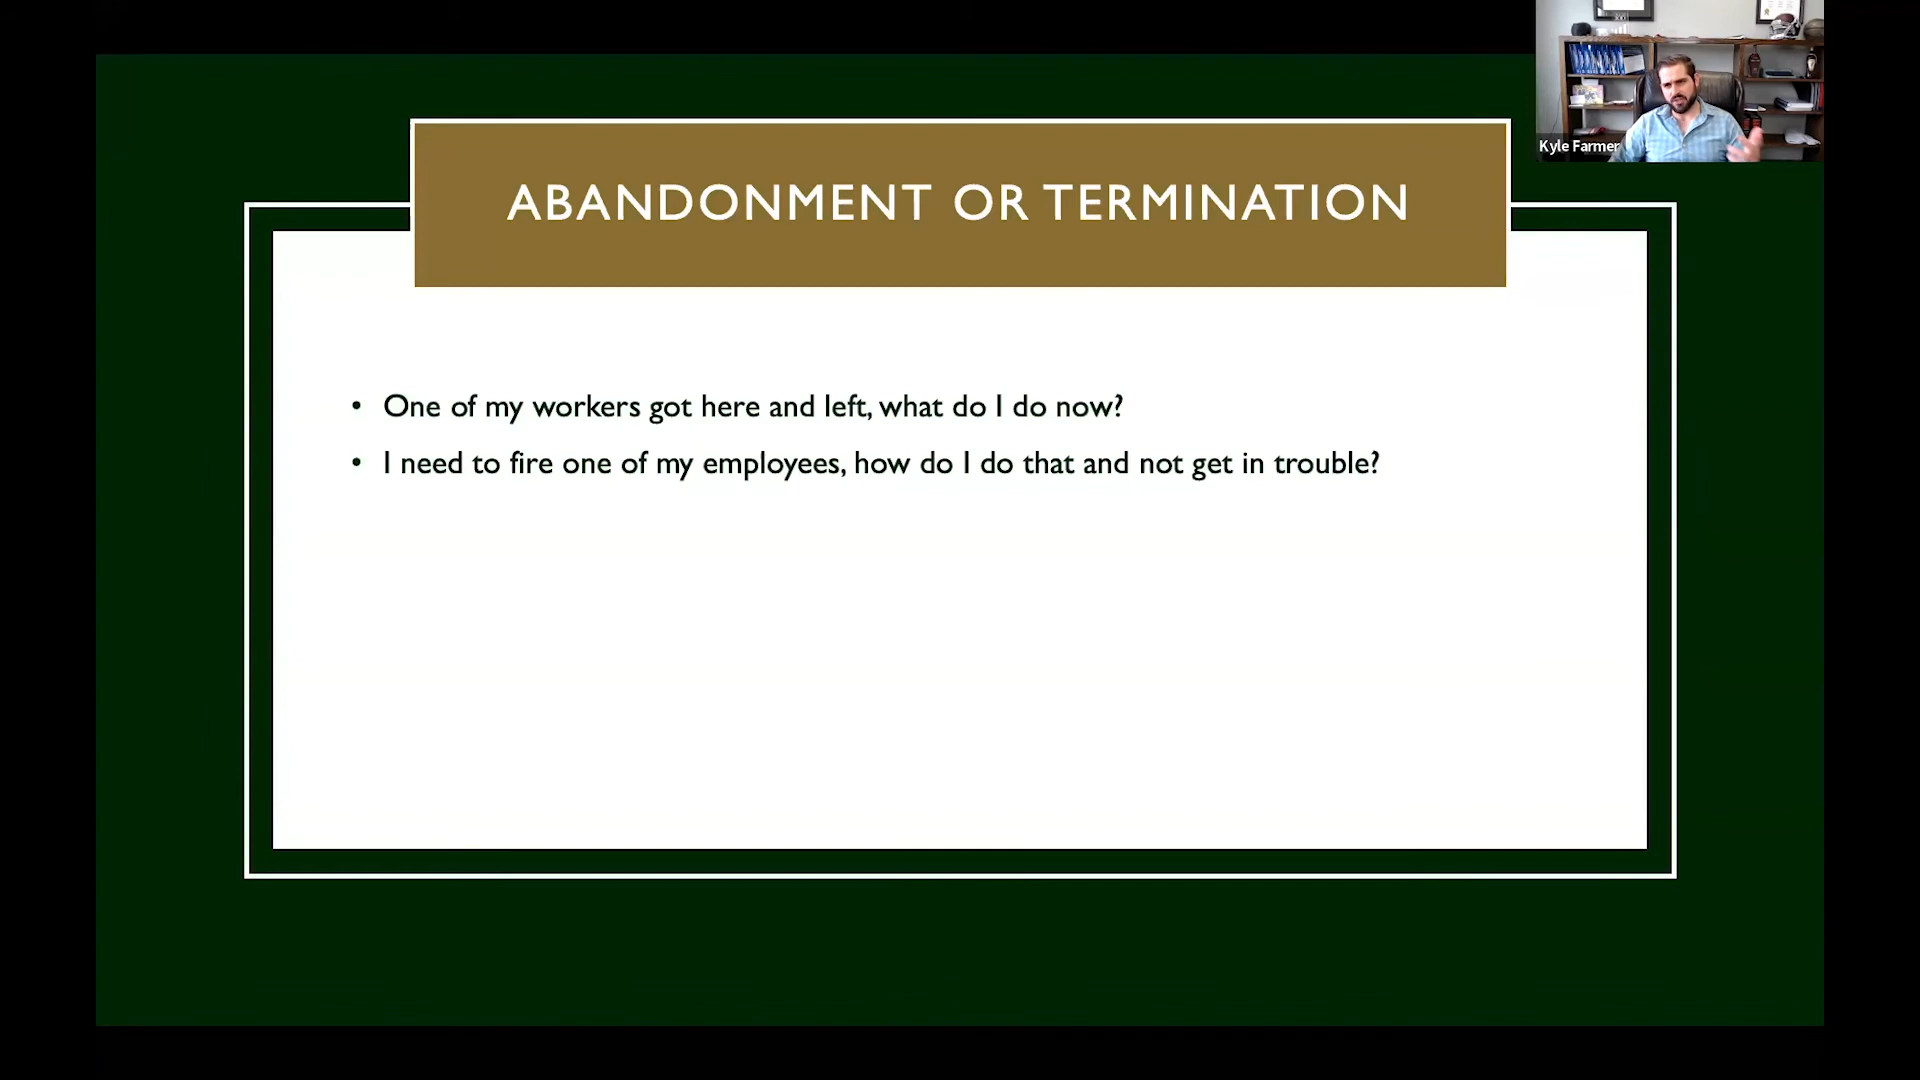 Kyle Farmer
ABANDONMENT OR TERMINATION
• One of my workers got here and left, what do I do now?
• I need to fire one of my employees, how do I do that and not get in trouble?